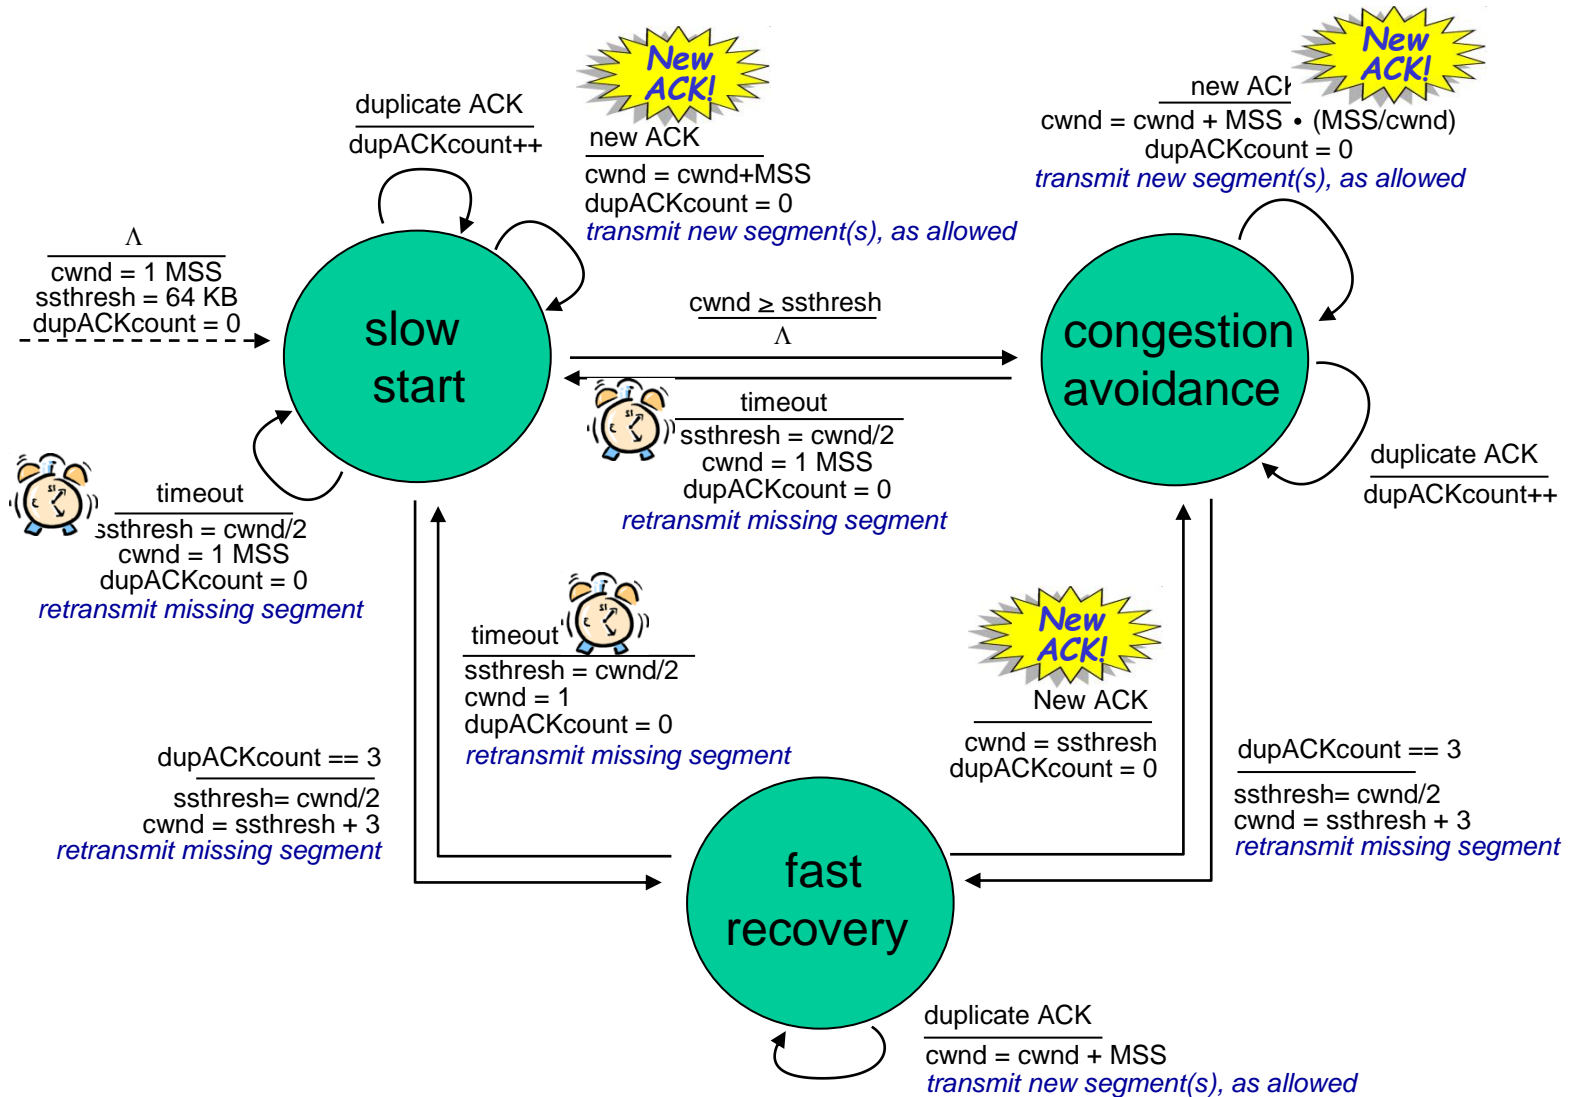 New
ACK!
duplicate ACK
dupACKcount++
new ACK
cwnd = cwnd+MSS
dupACKcount = 0
transmit new segment(s), as allowed
New
ACK!
new ACK
cwnd = cwnd + MSS • (MSS/cwnd)
dupACKcount = 0
transmit new segment(s), as allowed
Λ
cwnd = 1 MSS
ssthresh = 64 KB
dupACKcount = 0
slow
start
cwnd ≥ ssthresh
Λ
congestion
avoidance
timeout
ssthresh = cwnd/2
cwnd = 1 MSS
dupACKcount = 0
retransmit missing segment
duplicate ACK
dupACKcount++
timeout
ssthresh = cwnd/2
cwnd = 1 MSS
dupACKcount = 0
retransmit missing segment
timeout
ssthresh = cwnd/2
cwnd = 1
dupACKcount = 0
retransmit missing segment
New
ACK!
New ACK
cwnd = ssthresh
dupACKcount = 0
dupACKcount == 3
ssthresh= cwnd/2
cwnd = ssthresh + 3
retransmit missing segment
dupACKcount == 3
ssthresh= cwnd/2
cwnd = ssthresh + 3
retransmit missing segment
fast
recovery
duplicate ACK
cwnd = cwnd + MSS
transmit new segment(s), as allowed